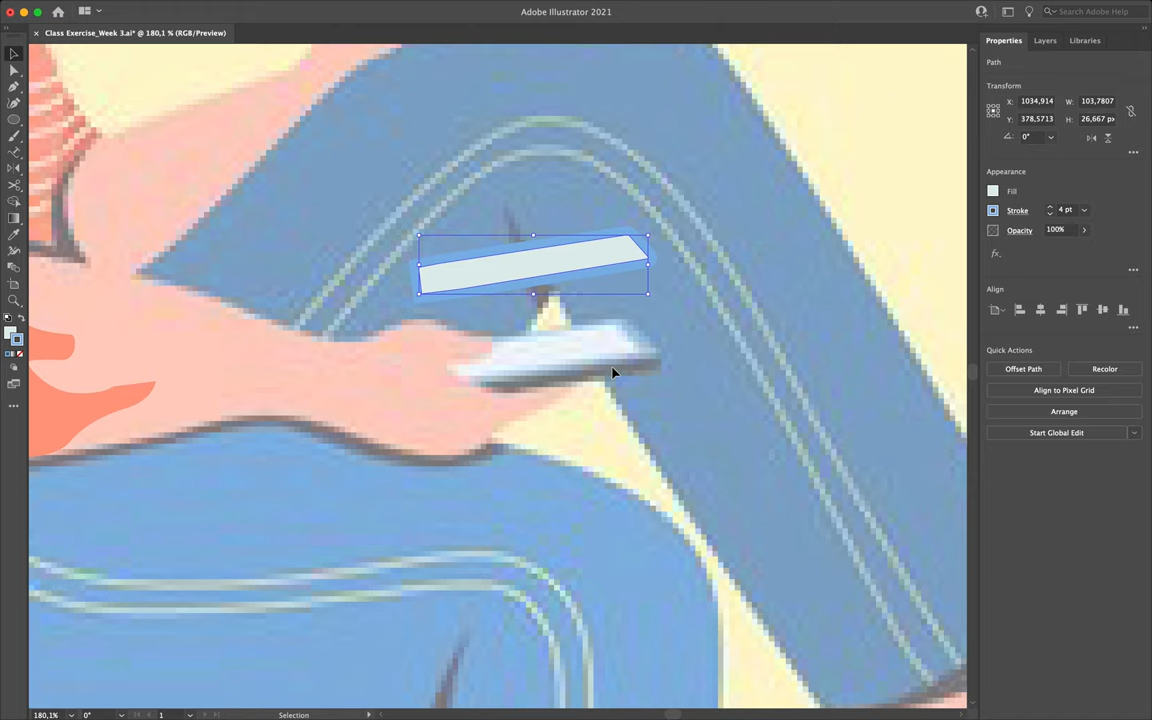 Adobe Illustrator 2021
Search Adobe Help
Class Exercise_Week 3.ai* @ 180,1 % (RGB/Preview)
Properties
Layers
Libraries
Path
Transform
X: 1034,914 W: 103,7807
Y: 378,5713 H: 26,667 px
0°
Appearance
Fill
Stroke 4 pt
Opacity 100%
fx.
Align
Quick Actions
Offset Path
Recolor
Align to Pixel Grid
Arrange
Start Global Edit
180,1% 0° 1 Selection